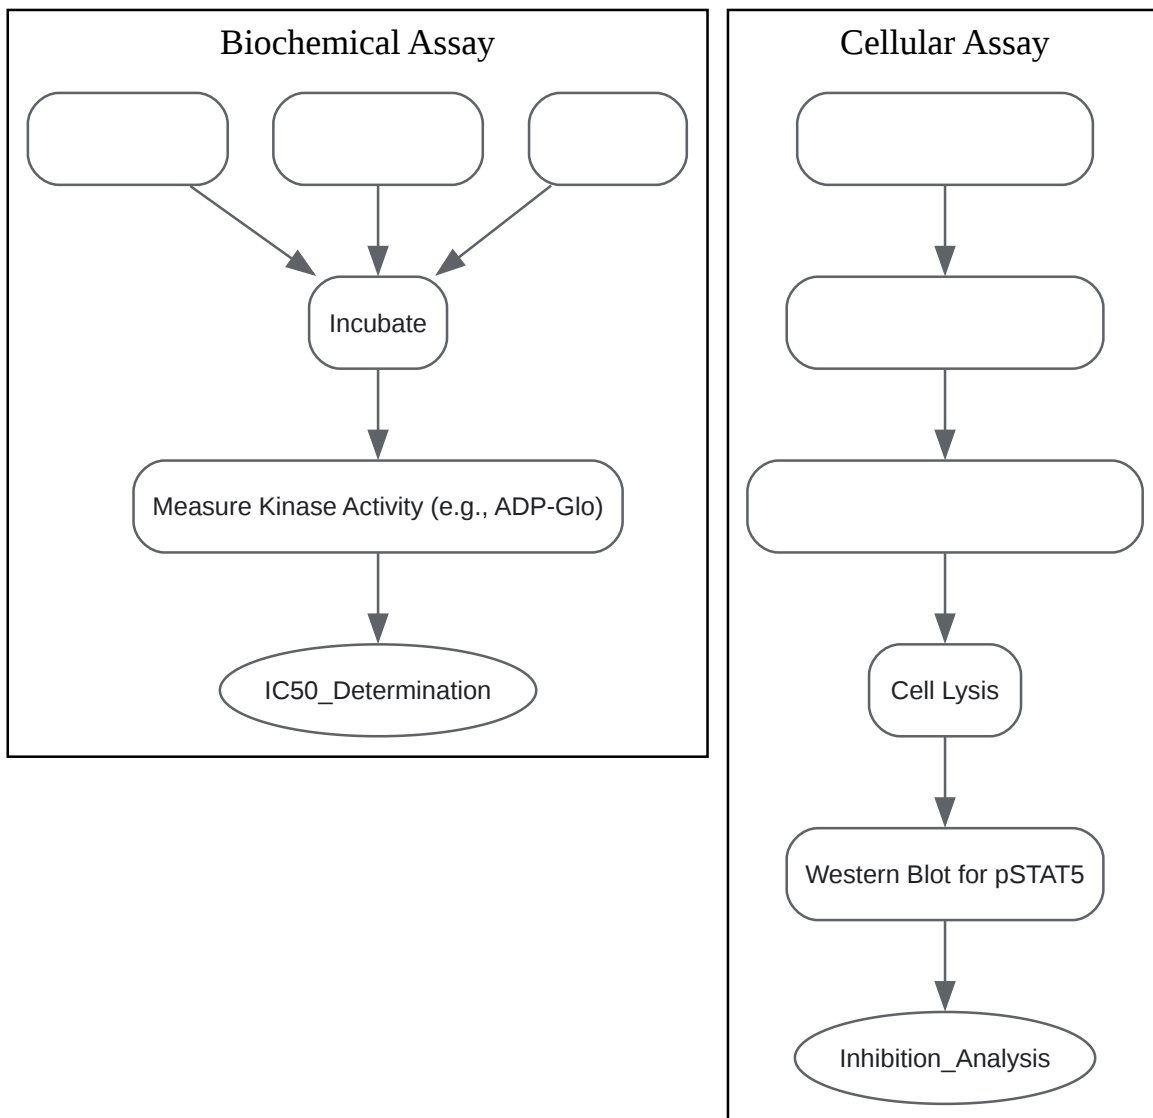 Biochemical Assay
Incubate
Measure Kinase Activity (e.g., ADP-Glo)
IC50_Determination
Cellular Assay
Cell Lysis
Western Blot for pSTAT5
Inhibition_Analysis